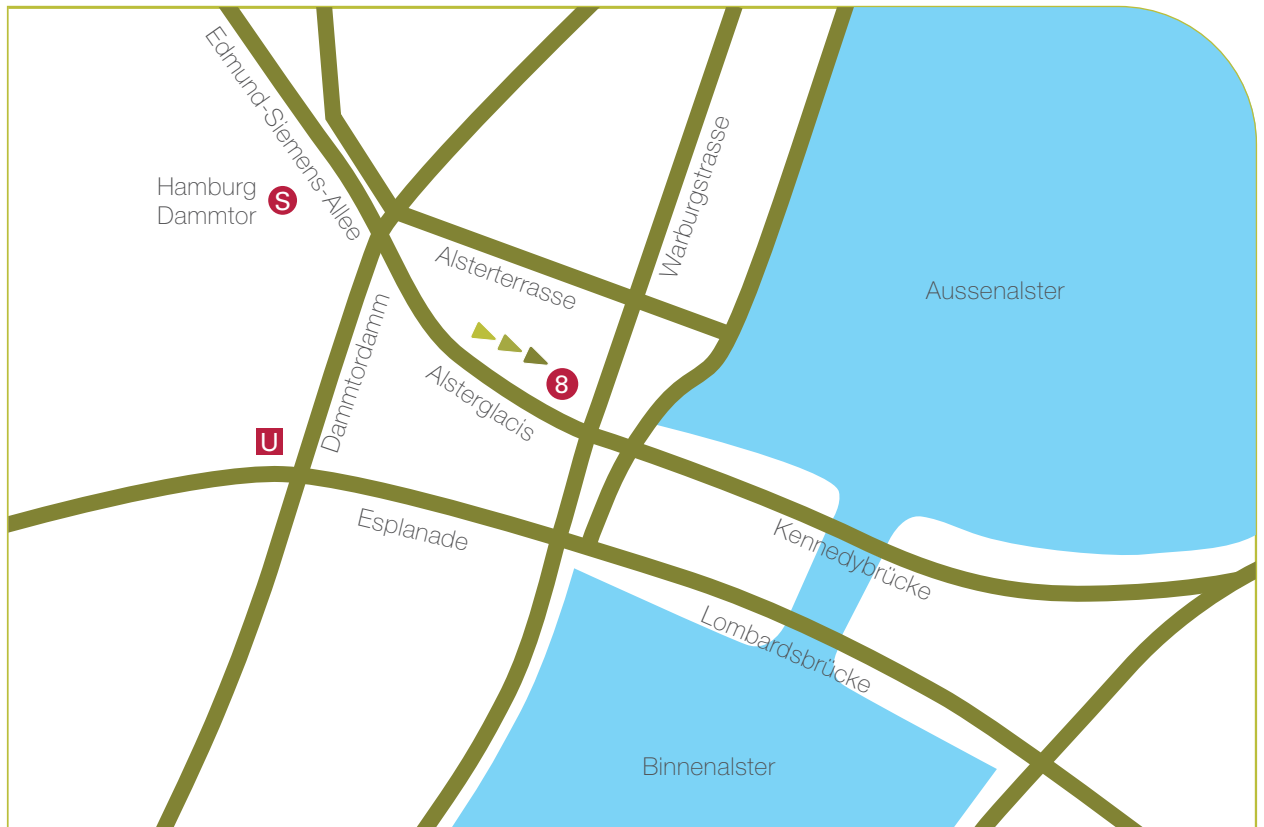 Edmund-Siemens-Allee
Hamburg
Dammtor
S
Warburgstrasse
Alsterterrasse
Aussenalster
Dammtordamm
8
Alsterglacis
U
Esplanade
Kennedybrücke
Lombardsbrücke
Binnenalster